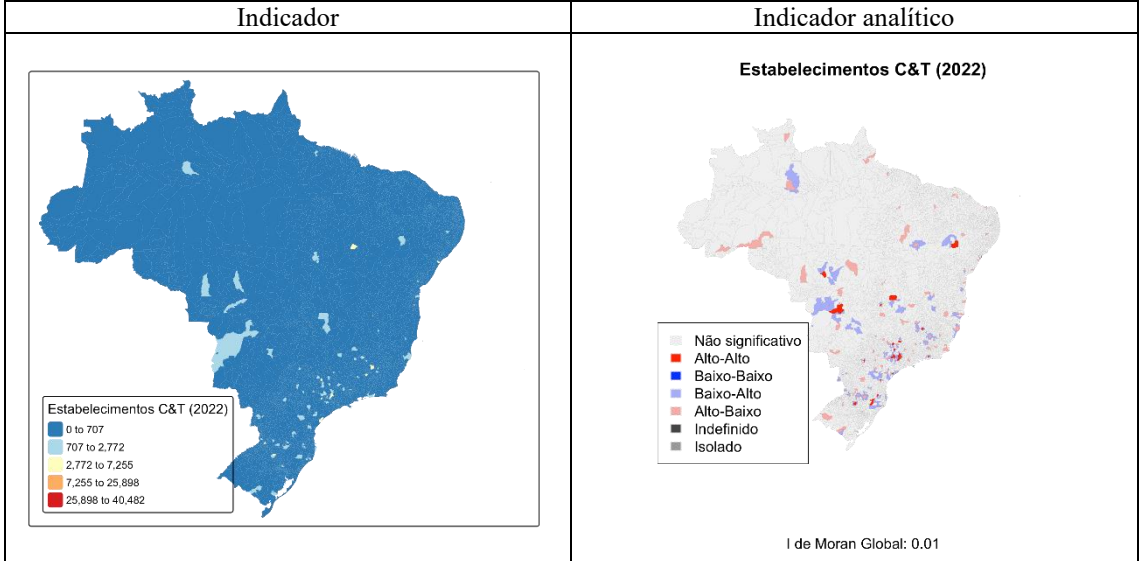 Indicador
Indicador analítico
Estabelecimentos C&T (2022)
0 to 707
707 to 2,772
2,772 to 7,255
7,255 to 25,898
25,898 to 40,482
Estabelecimentos C&T (2022)
Não significativo
Alto-Alto
Baixo-Baixo
Baixo-Alto
Alto-Baixo
Indefinido
Isolado
I de Moran Global: 0.01